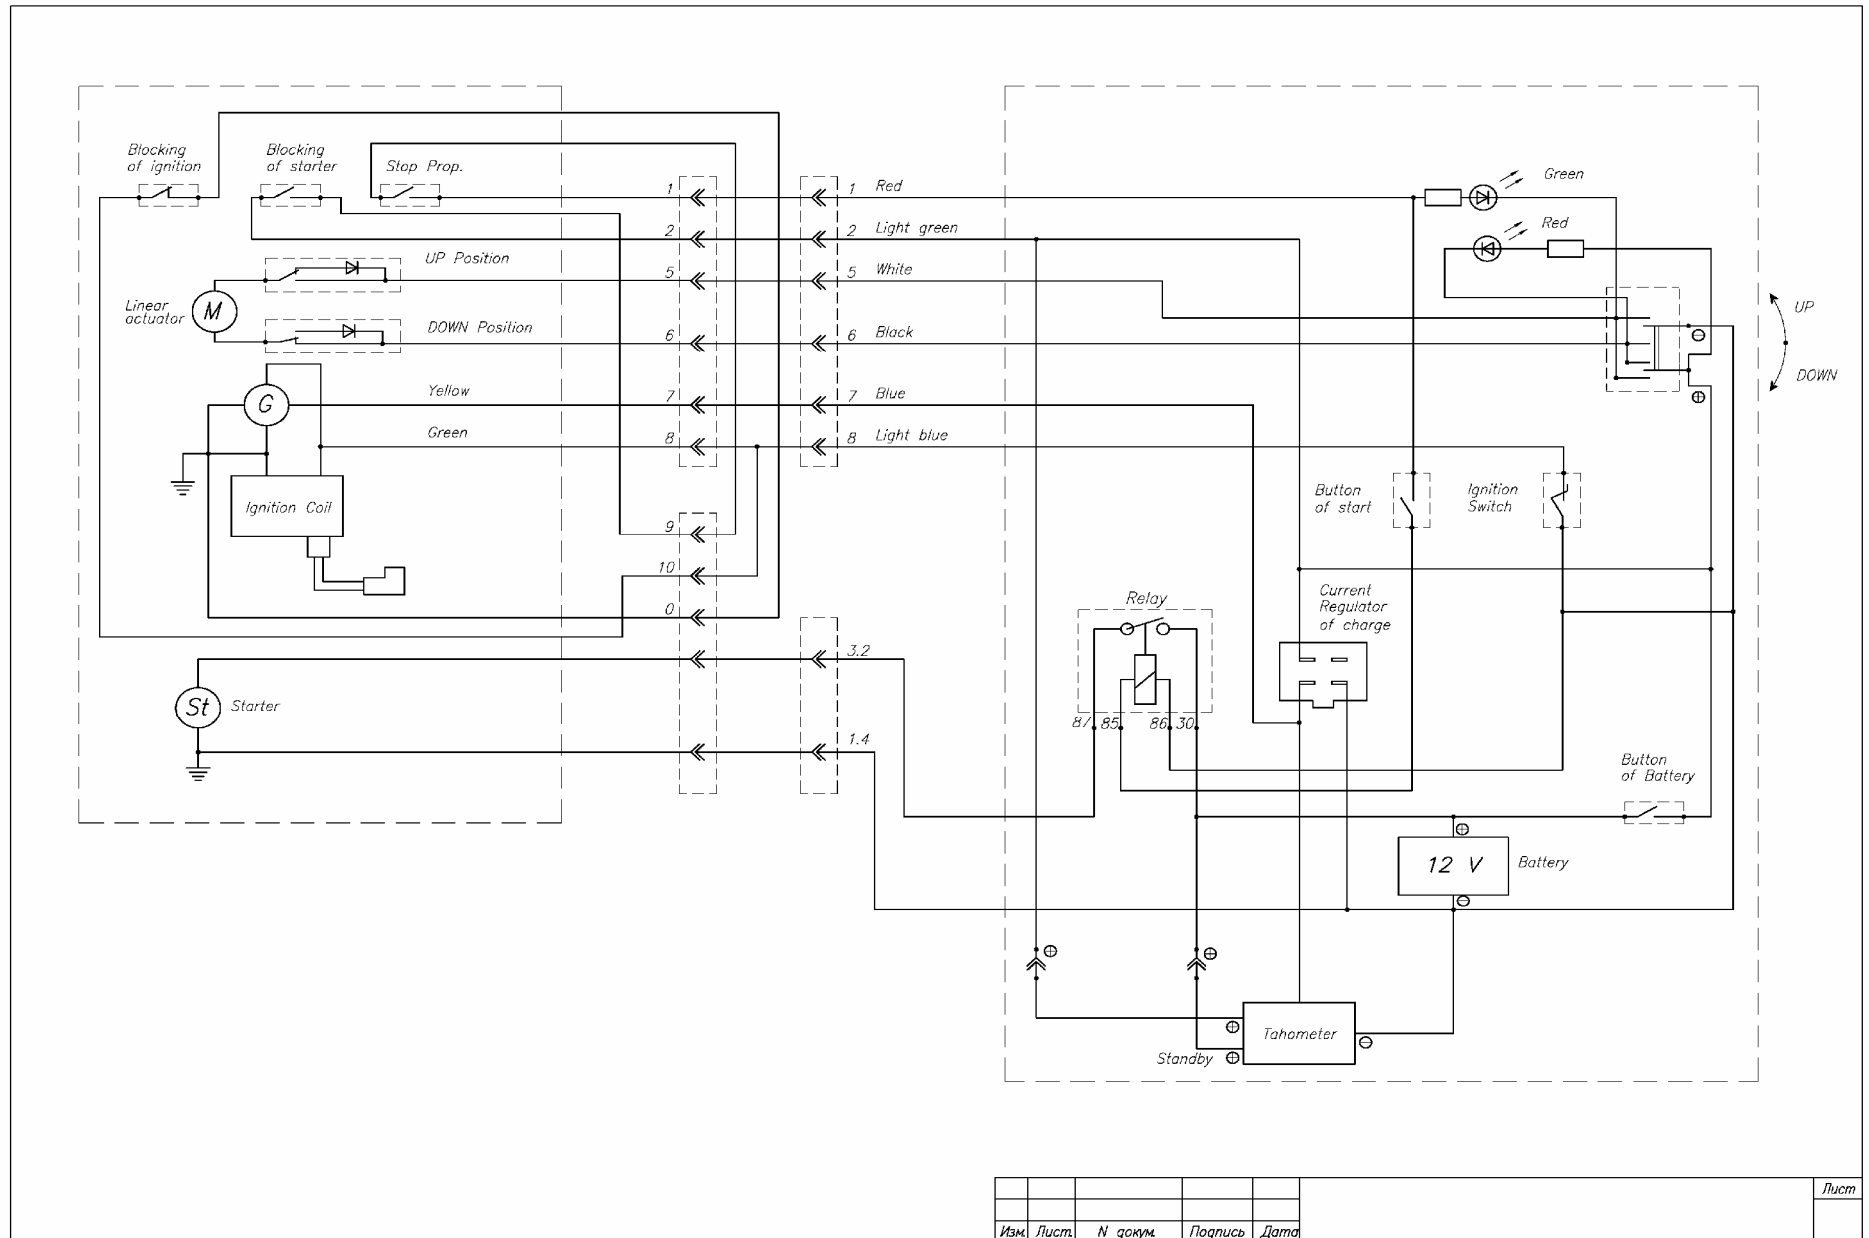 Blocking
of ignition
Blocking
of starter
Stop Prop.
1
1
Red
2
2
Light green
UP Position
5
5
White
Linear
actuator
M
DOWN Position
6
6
Black
G
Yellow
7
7
Blue
Green
8
8
Light blue
Ignition Coil
9
10
0
3.2
St
Starter
1.4
Green
Red
UP
DOWN
Button
of start
Ignition
Switch
Relay
87
85
86
30
Current
Regulator
of charge
Button
of Battery
12 V
Battery
Tahometer
Standby
Лист
Изм.
Лист.
N докум.
Подпись
Дата